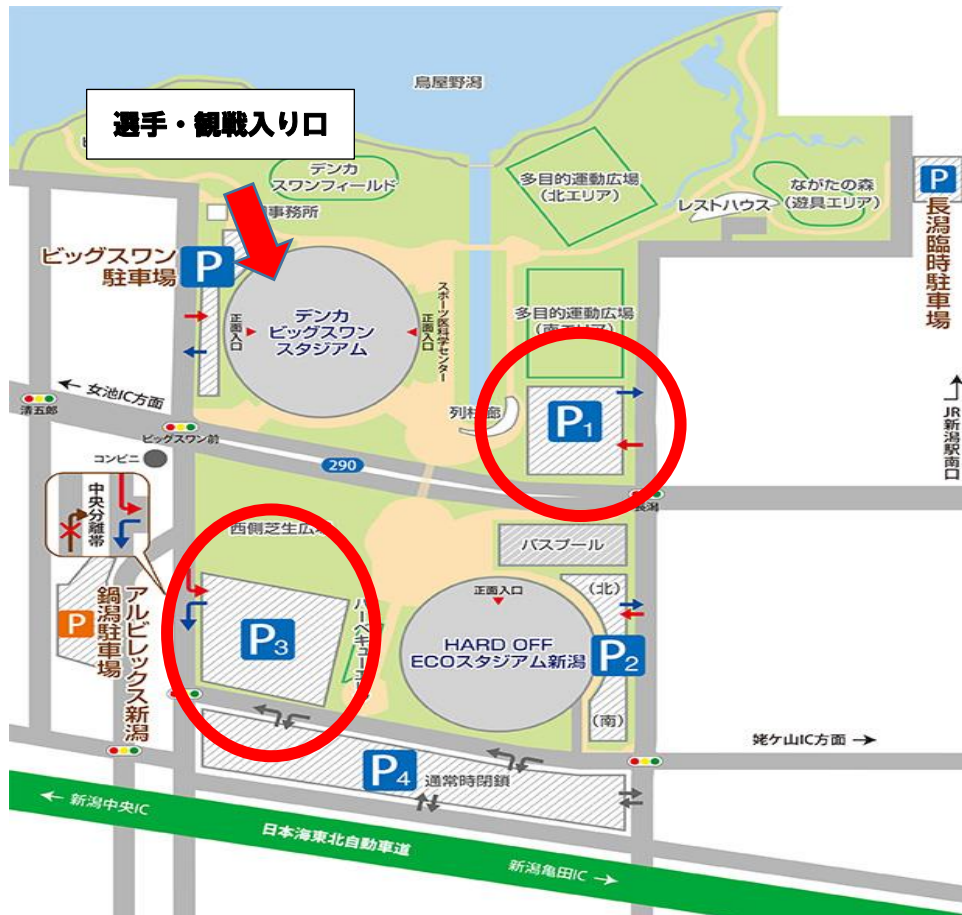 鳥屋野潟
選手・観戦入り口
デンカ
スワンフィールド
事務所
多目的運動広場
(北エリア)
レストハウス
ながたの森
(遊具エリア)
P
長潟臨時駐車場
ビッグスワン
駐車場
P
デンカ
ビッグスワン
スタジアム
正面入口
正面入口
スポーツ医科学センター
多目的運動広場
P1
← 女池IC方面
清五郎
ビッグスワン前
コンビニ
290
長潟
JR新潟駅南口
中央分離帯
西側芝生広場
バスプール
アルビレックス新潟
鍋潟駐車場
P
P3
正面入口
HARD OFF
ECOスタジアム新潟
(北)
P2
(南)
姥ケ山IC方面 →
P4
通常時閉鎖
← 新潟中央IC
日本海東北自動車道
新潟亀田IC →